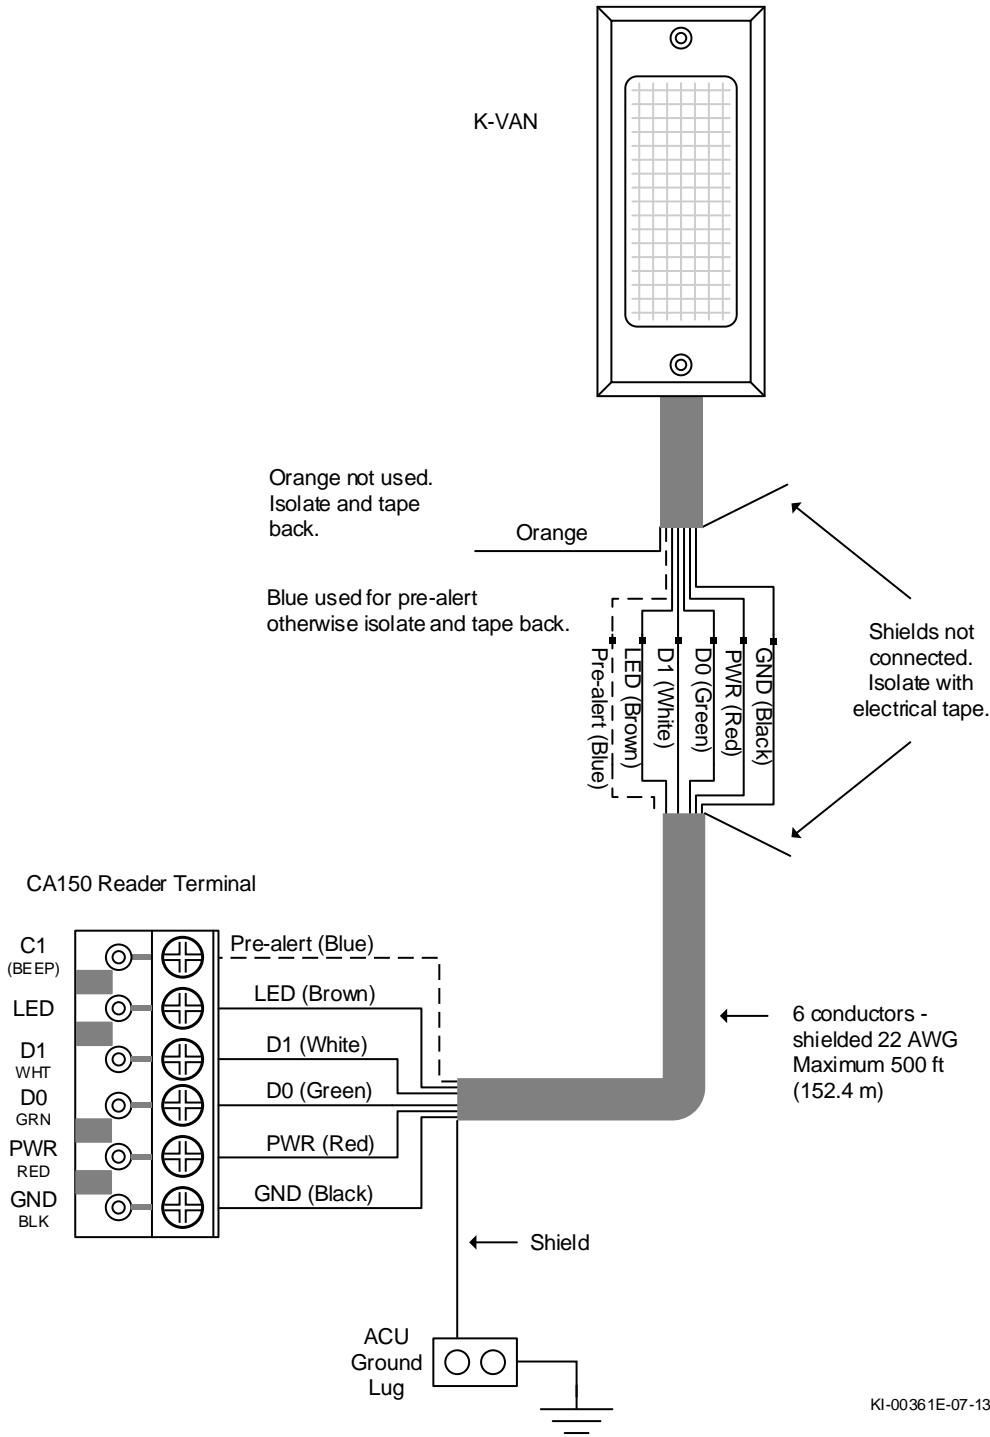 K-VAN
Orange not used.
Isolate and tape
back.
Orange
Blue used for pre-alert
otherwise isolate and tape back.
Pre-alert (Blue)
LED (Brown)
D1 (White)
D0 (Green)
PWR (Red)
GND (Black)
Shields not
connected.
Isolate with
electrical tape.
CA150 Reader Terminal
C1
(BEEP)
Pre-alert (Blue)
LED
LED (Brown)
D1
WHT
D1 (White)
D0
GRN
D0 (Green)
PWR
RED
PWR (Red)
GND
BLK
GND (Black)
6 conductors -
shielded 22 AWG
Maximum 500 ft
(152.4 m)
Shield
ACU
Ground
Lug
KI-00361E-07-13